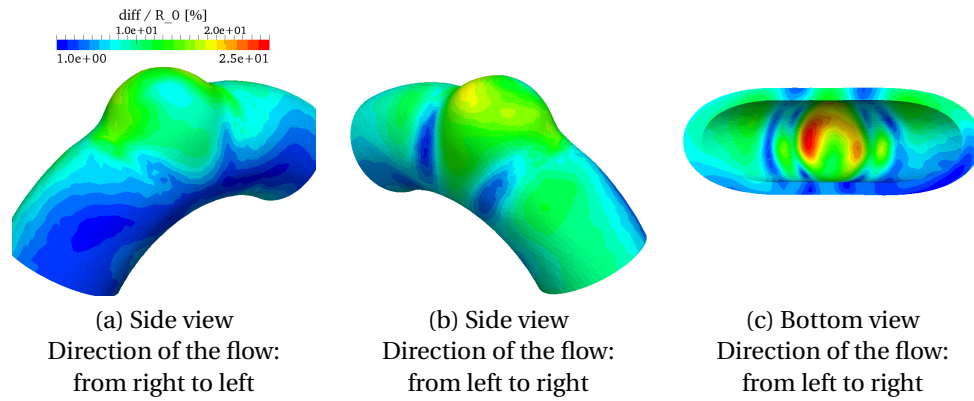 diff / R_0 [%]
1.0e+01 2.0e+01
1.0e+00 2.5e+01
(a) Side view
Direction of the flow:
from right to left
(b) Side view
Direction of the flow:
from left to right
(c) Bottom view
Direction of the flow:
from left to right